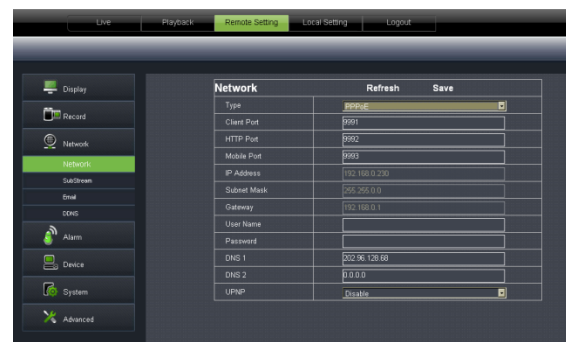 Live Playback Remote Setting Local Setting Logout
Display
Record
Network
Network
SubStream
Email
DDNS
Alarm
Device
System
Advanced
Network Refresh Save
Type PPPoE
Client Port 9991
HTTP Port 9992
Mobile Port 9993
IP Address 192.168.0.230
Subnet Mask 255.255.0.0
Gateway 192.168.0.1
User Name
Password
DNS 1 202.96.128.68
DNS 2 0.0.0.0
UPNP Disable